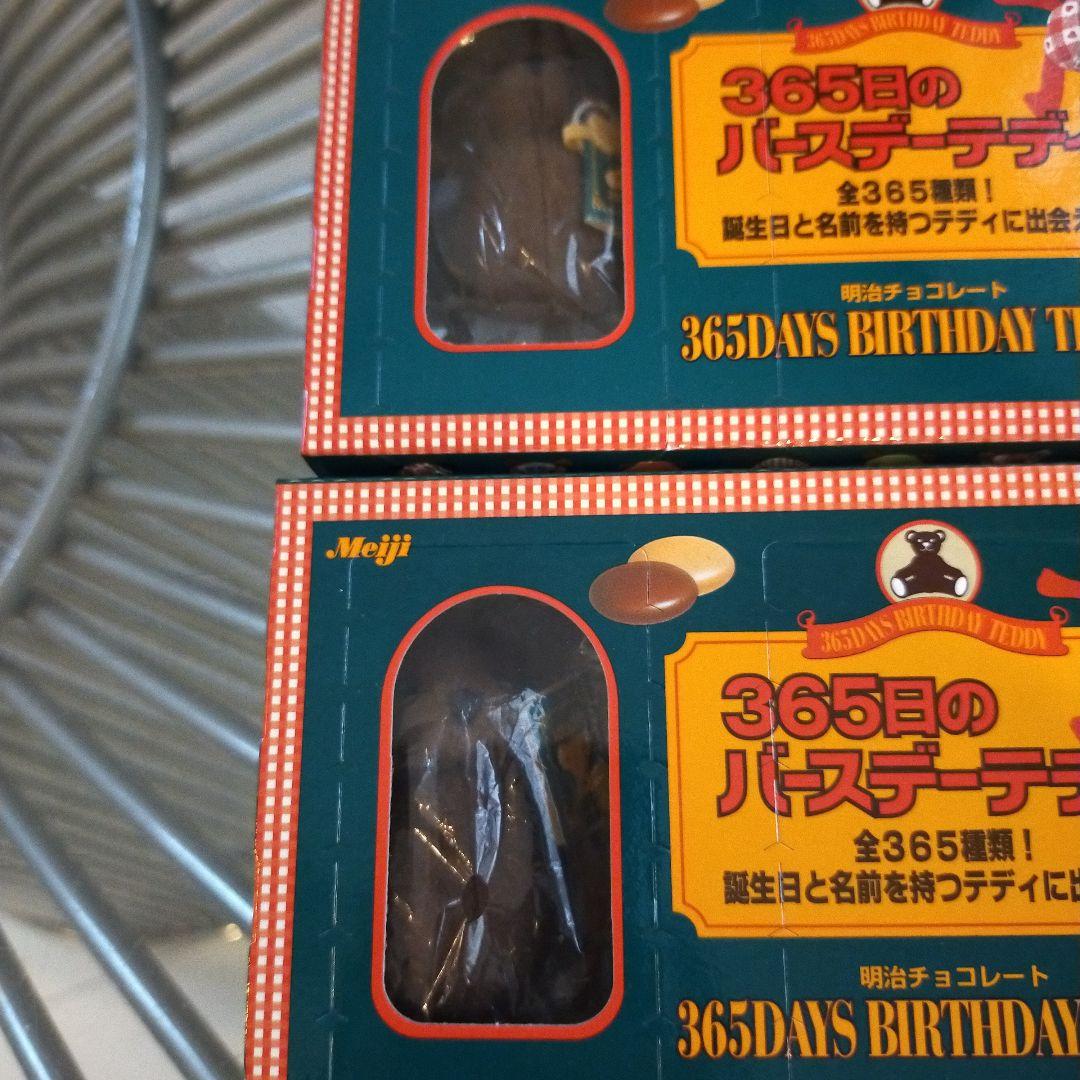 365DAYS BIRTHDAY TEDDY
365日の
バースデーテデ
全365種類！
誕生日と名前を持つテディに出会え
明治チョコレート
365DAYS BIRTHDAY T
Meiji
365DAYS BIRTHDAY TEDDY
365日の
バースデーテデ
全365種類！
誕生日と名前を持つテディに出
明治チョコレート
365DAYS BIRTHDAY